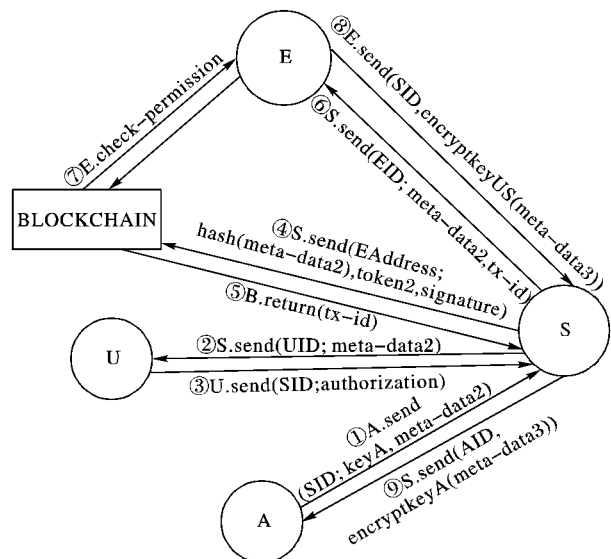 E
⑧E.send(SID,encryptkeyUS(meta-data3))
⑥S.send(EID; meta-data2,tx-id)
⑦E.check-permission
BLOCKCHAIN
④S.send(EAddress;
hash(meta-data2),token2,signature)
⑤B.return(tx-id)
S
②S.send(UID; meta-data2)
U
③U.send(SID;authorization)
①A.send
(SID; keyA, meta-data2)
⑨S.send(AID,
encryptkeyA(meta-data3))
A